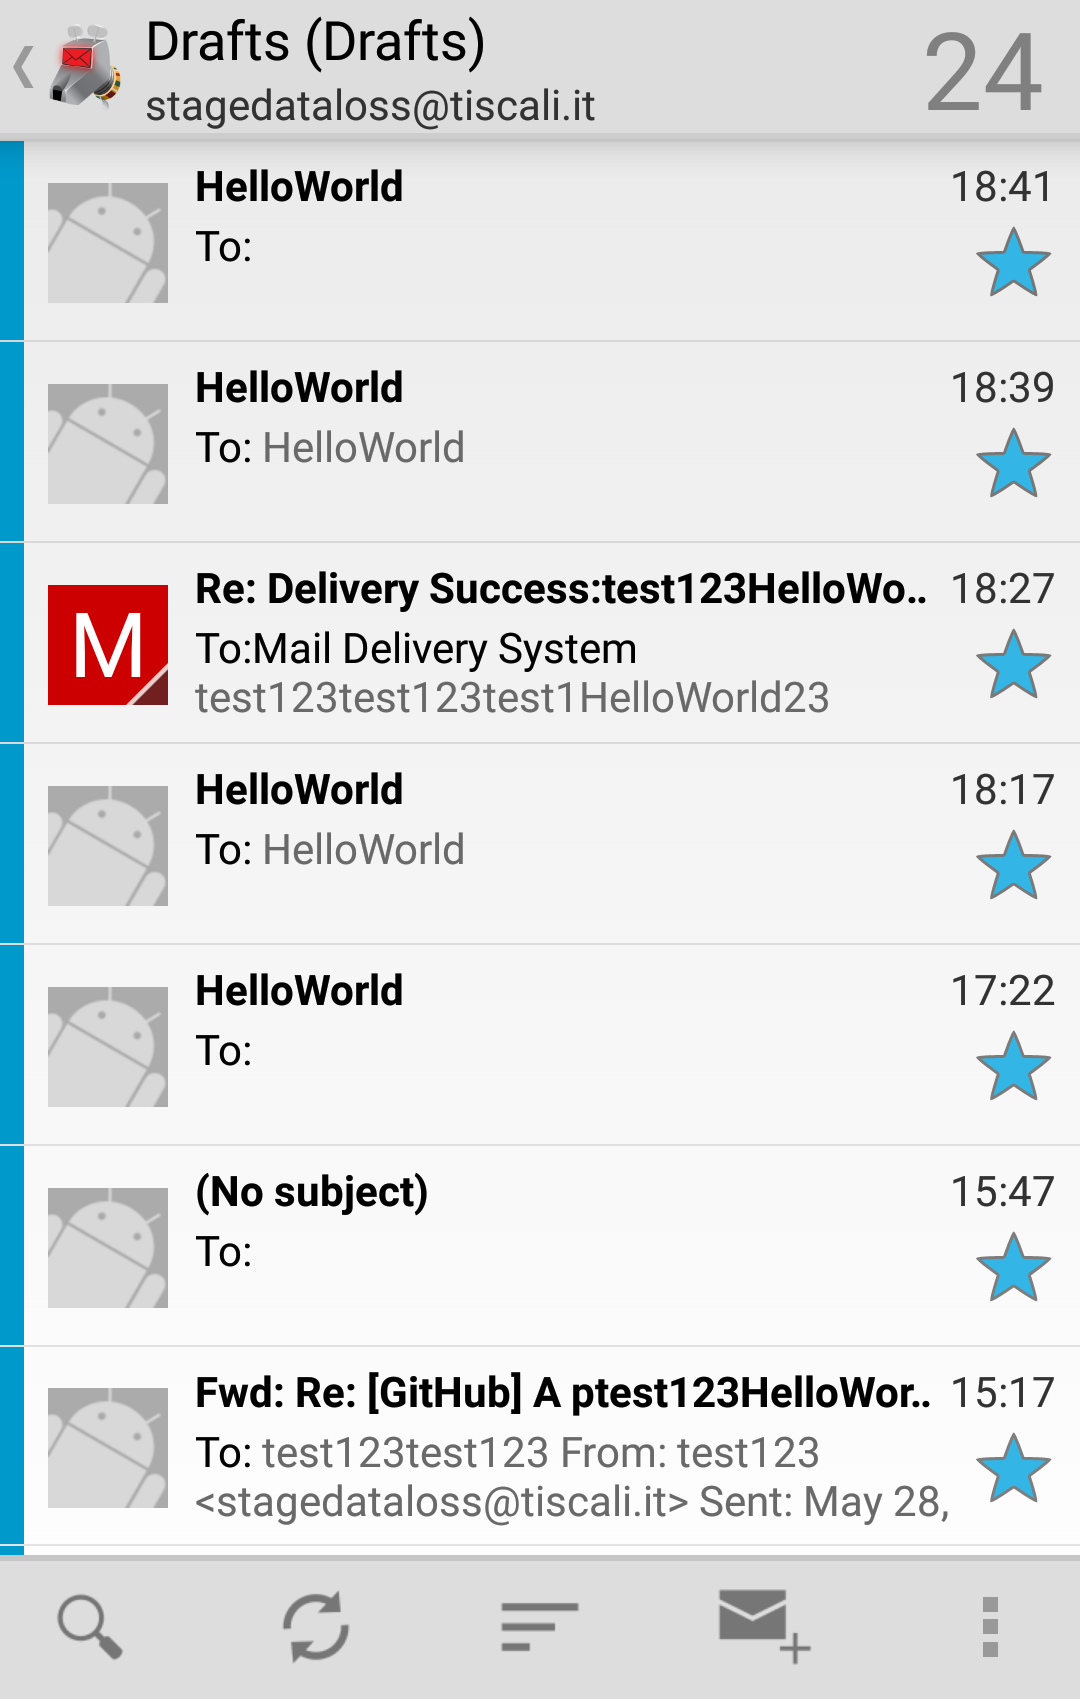 Drafts (Drafts)
stagedataloss@tiscali.it
24
HelloWorld 18:41
To:
HelloWorld 18:39
To: HelloWorld
Re: Delivery Success:test123HelloWo.. 18:27
To:Mail Delivery System
test123test123test1HelloWorld23
M
HelloWorld 18:17
To: HelloWorld
HelloWorld 17:22
To:
(No subject) 15:47
To:
Fwd: Re: [GitHub] A ptest123HelloWor.. 15:17
To: test123test123 From: test123
<stagedataloss@tiscali.it> Sent: May 28,